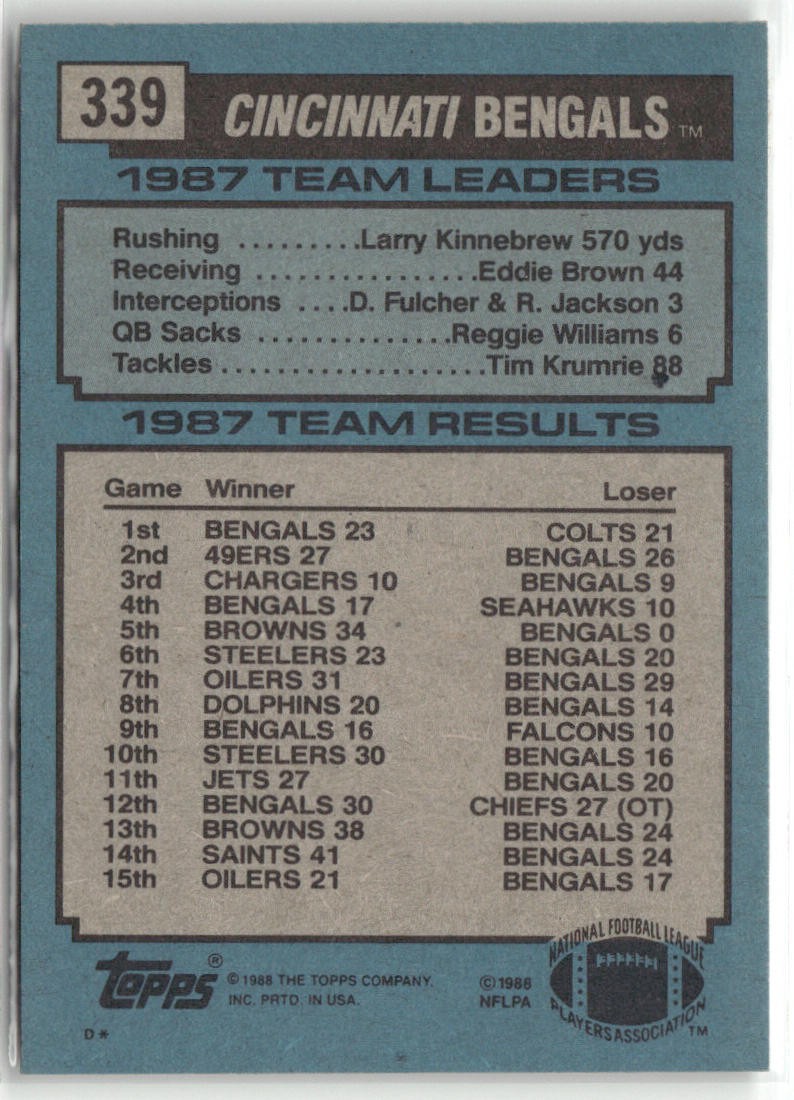 339
CINCINNATI BENGALS ™
1987 TEAM LEADERS
Rushing .........Larry Kinnebrew 570 yds
Receiving .................Eddie Brown 44
Interceptions ....D. Fulcher & R. Jackson 3
QB Sacks ..............Reggie Williams 6
Tackles...................Tim Krumrie 88
1987 TEAM RESULTS
Game Winner Loser
1st BENGALS 23 COLTS 21
2nd 49ERS 27 BENGALS 26
3rd CHARGERS 10 BENGALS 9
4th BENGALS 17 SEAHAWKS 10
5th BROWNS 34 BENGALS 0
6th STEELERS 23 BENGALS 20
7th OILERS 31 BENGALS 29
8th DOLPHINS 20 BENGALS 14
9th BENGALS 16 FALCONS 10
10th STEELERS 30 BENGALS 16
11th JETS 27 BENGALS 20
12th BENGALS 30 CHIEFS 27 (OT)
13th BROWNS 38 BENGALS 24
14th SAINTS 41 BENGALS 24
15th OILERS 21 BENGALS 17
topps®
© 1988 THE TOPPS COMPANY,
INC. PRTD. IN USA.
© 1988
NFLPA
NATIONAL FOOTBALL LEAGUE
PLAYERS ASSOCIATION ™
D*